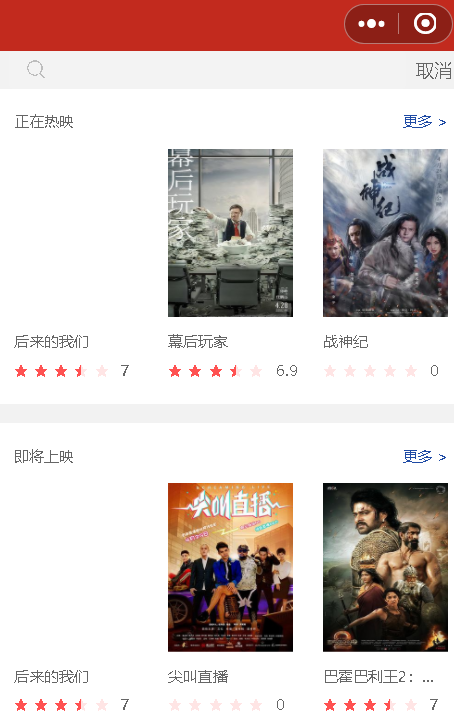 取消
正在热映
更多 >
幕后玩家
4.28
战神纪
后来的我们
幕后玩家
战神纪
7
6.9
0
即将上映
更多 >
尖叫直播
后来的我们
尖叫直播
巴霍巴利王2：...
7
0
7